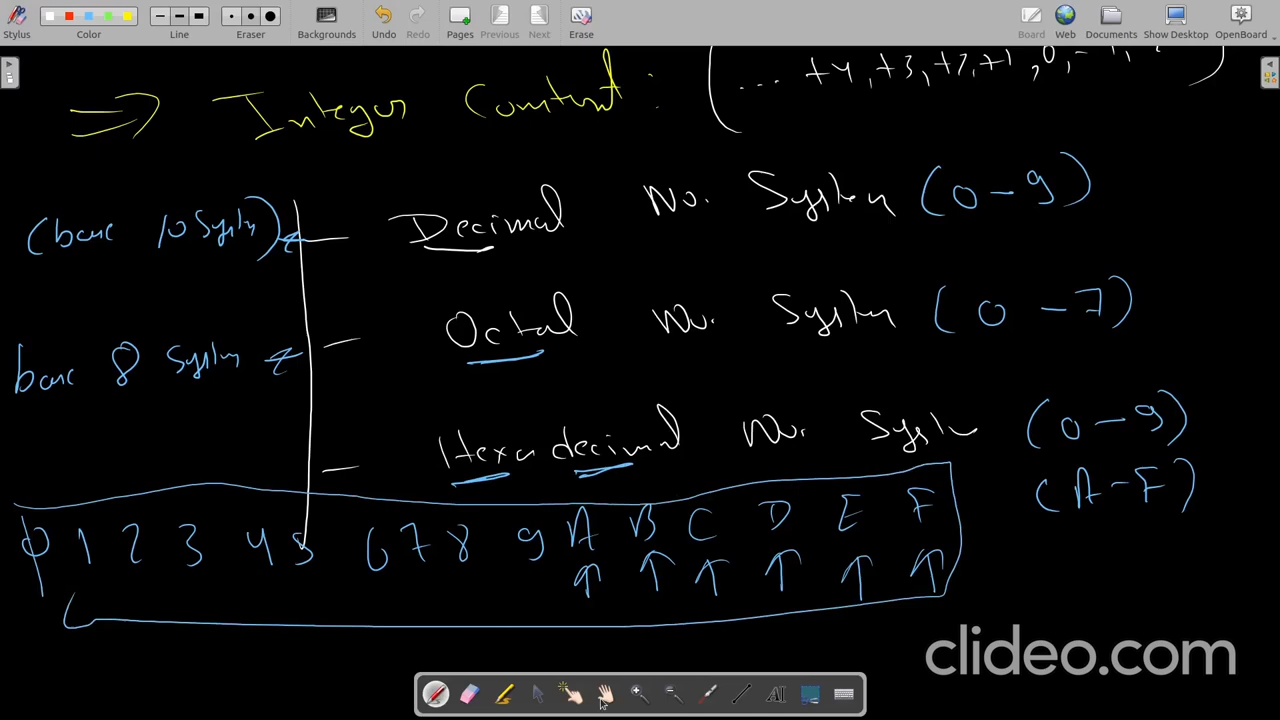 Stylus Color Line Eraser Backgrounds Undo Redo Pages Previous Next Erase Board Web Documents Show Desktop OpenBoard
⇒ Integer Constant : (... +4, +3, +2, +1, 0, -1,
(base 10 System) ← — Decimal No. System (0 - 9)
base 8 System ← — Octal No. System (0 - 7)
— Hexadecimal No. System (0 - 9)
(A - F)
0 1 2 3 4 5 6 7 8 9 A B C D E F
↑ ↑ ↑ ↑ ↑ ↑
clideo.com